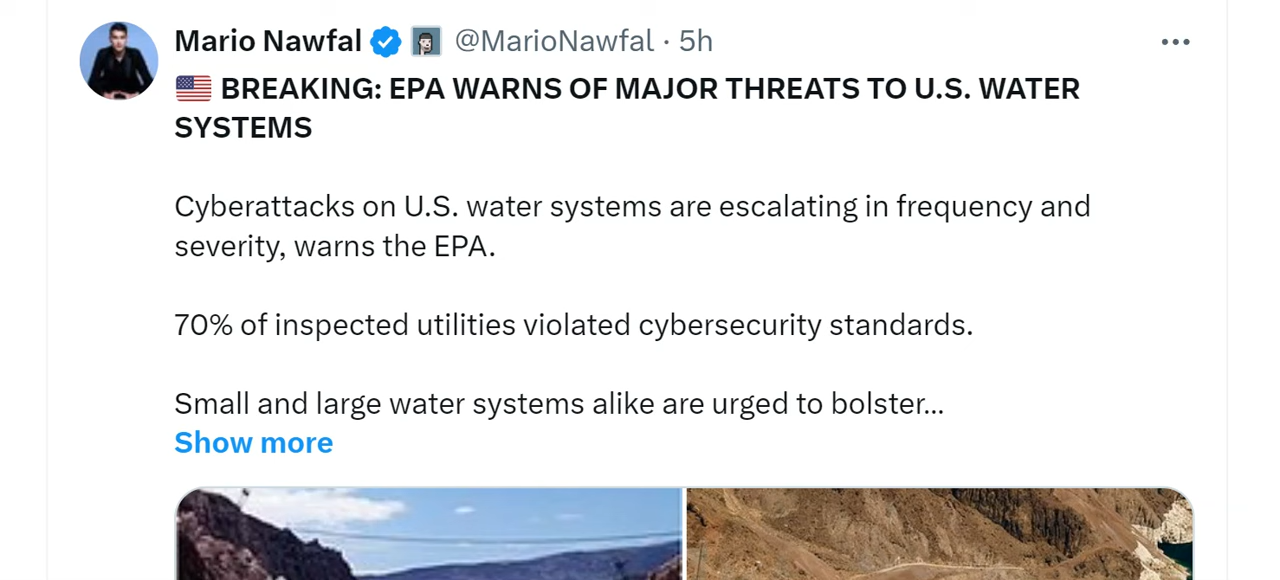 Mario Nawfal @MarioNawfal · 5h
🇺🇸 BREAKING: EPA WARNS OF MAJOR THREATS TO U.S. WATER
SYSTEMS
Cyberattacks on U.S. water systems are escalating in frequency and
severity, warns the EPA.
70% of inspected utilities violated cybersecurity standards.
Small and large water systems alike are urged to bolster...
Show more